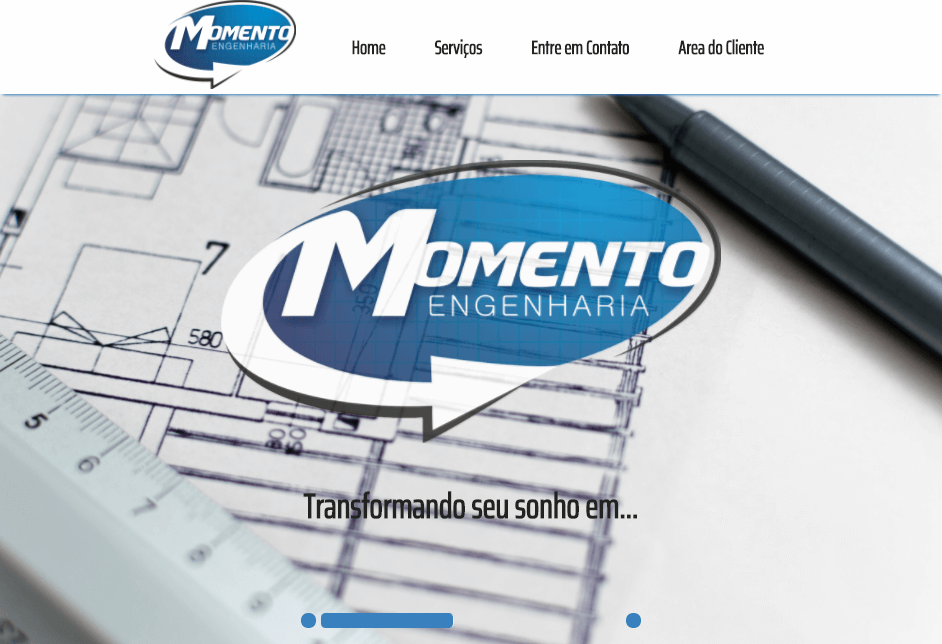 MOMENTO
ENGENHARIA
Home
Serviços
Entre em Contato
Area do Cliente
7
MOMENTO
ENGENHARIA
350
580
5
6
7
8
9
Transformando seu sonho em...